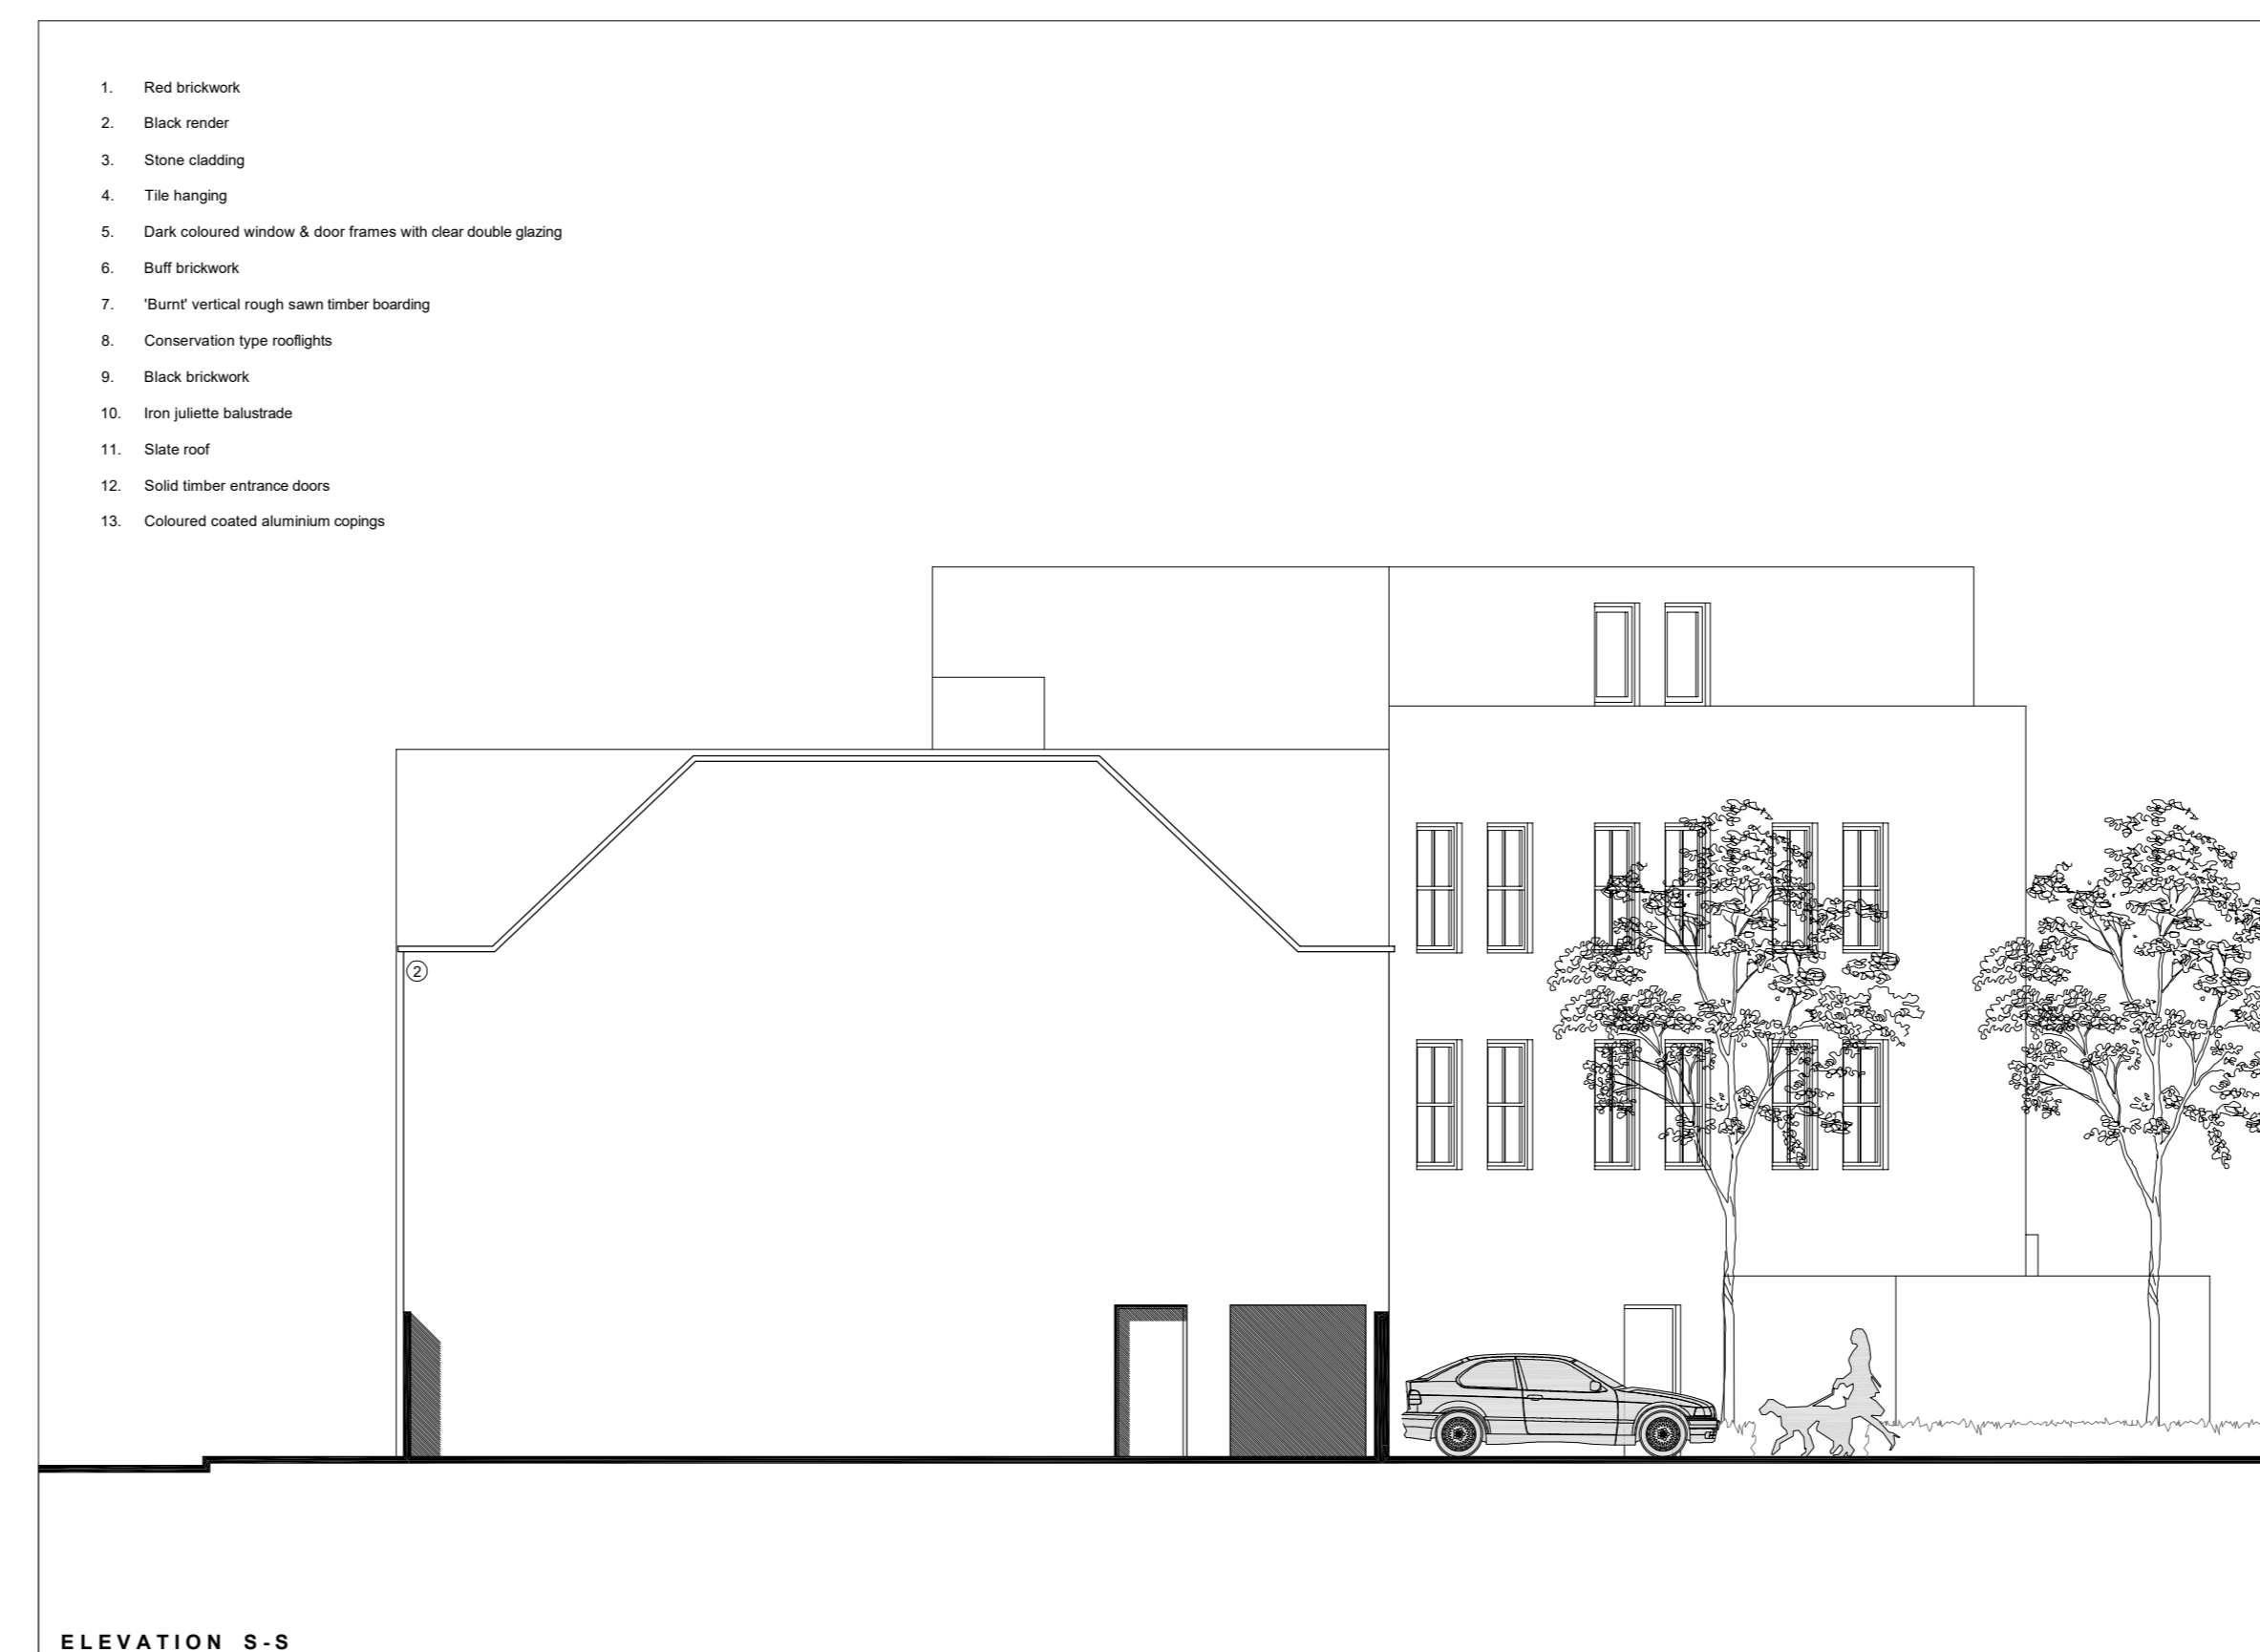 1. Red brickwork
2. Black render
3. Stone cladding
4. Tile hanging
5. Dark coloured window & door frames with clear double glazing
6. Buff brickwork
7. 'Burnt' vertical rough sawn timber boarding
8. Conservation type rooflights
9. Black brickwork
10. Iron juliette balustrade
11. Slate roof
12. Solid timber entrance doors
13. Coloured coated aluminium copings
2
ELEVATION S-S